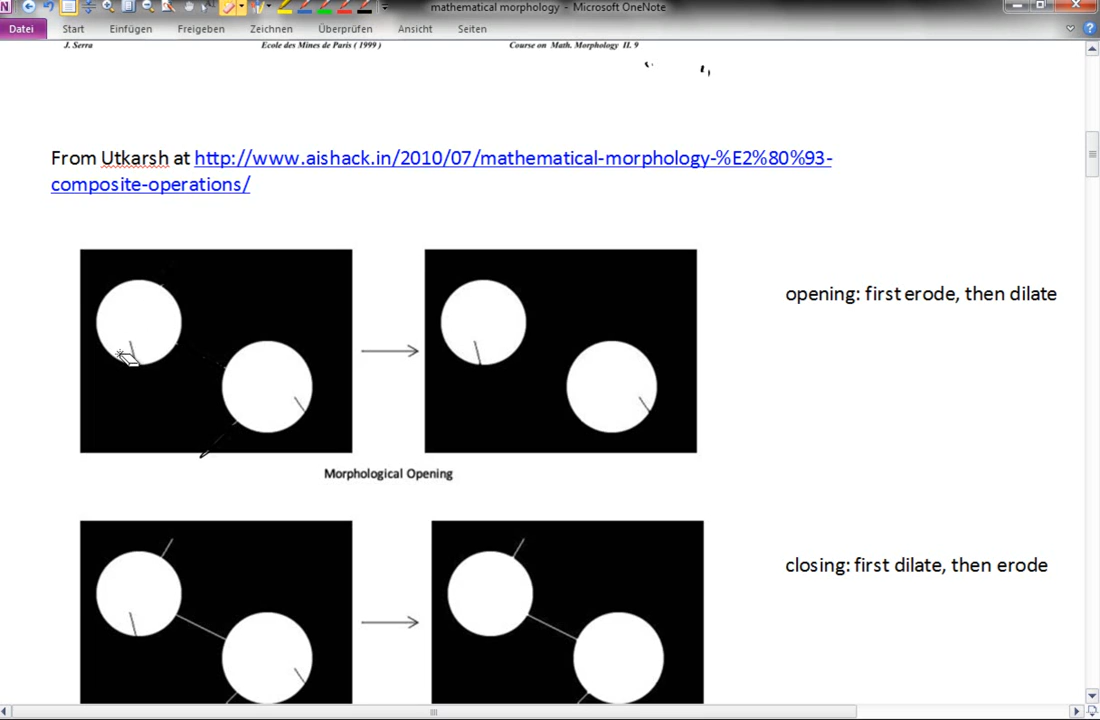 mathematical morphology - Microsoft OneNote
Datei Start Einfügen Freigeben Zeichnen Überprüfen Ansicht Seiten
J. Serra Ecole des Mines de Paris ( 1999 ) Course on Math. Morphology II. 9
From Utkarsh at http://www.aishack.in/2010/07/mathematical-morphology-%E2%80%93-
composite-operations/
opening: first erode, then dilate
Morphological Opening
closing: first dilate, then erode